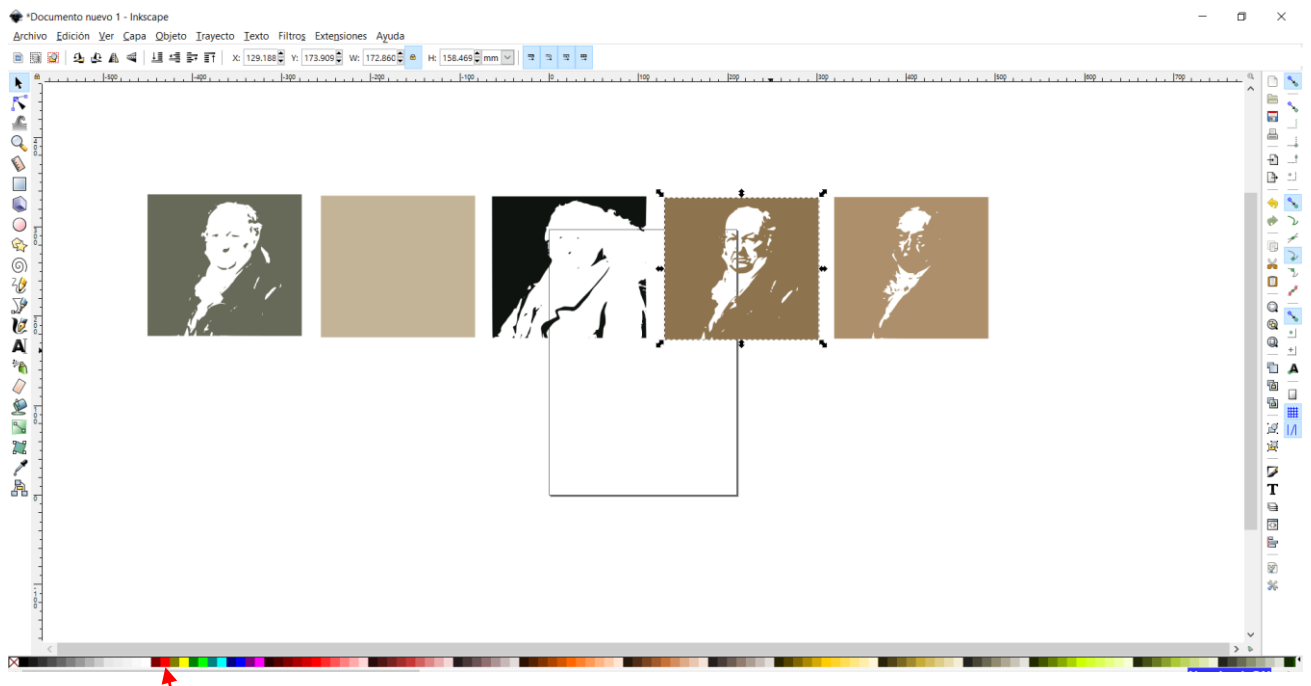 *Documento nuevo 1 - Inkscape
Archivo Edición Ver Capa Objeto Trayecto Texto Filtros Extensiones Ayuda
X: 129.188 Y: 173.909 W: 172.860 H: 158.469 mm
-500 -400 -300 -200 -100 0 100 200 300 400 500 600 700